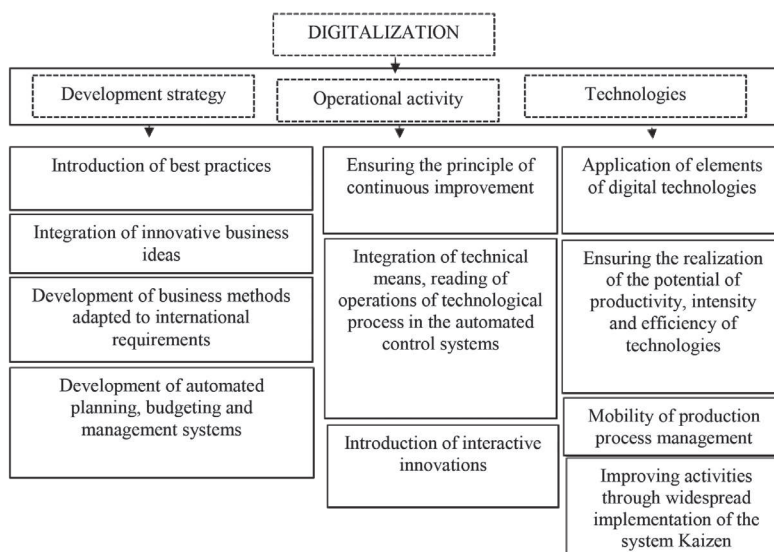 DIGITALIZATION
Development strategy
Operational activity
Technologies
Introduction of best practices
Integration of innovative business
ideas
Development of business methods
adapted to international
requirements
Development of automated
planning, budgeting and
management systems
Ensuring the principle of
continuous improvement
Integration of technical
means, reading of
operations of technological
process in the automated
control systems
Introduction of interactive
innovations
Application of elements
of digital technologies
Ensuring the realization
of the potential of
productivity, intensity
and efficiency of
technologies
Mobility of production
process management
Improving activities
through widespread
implementation of the
system Kaizen